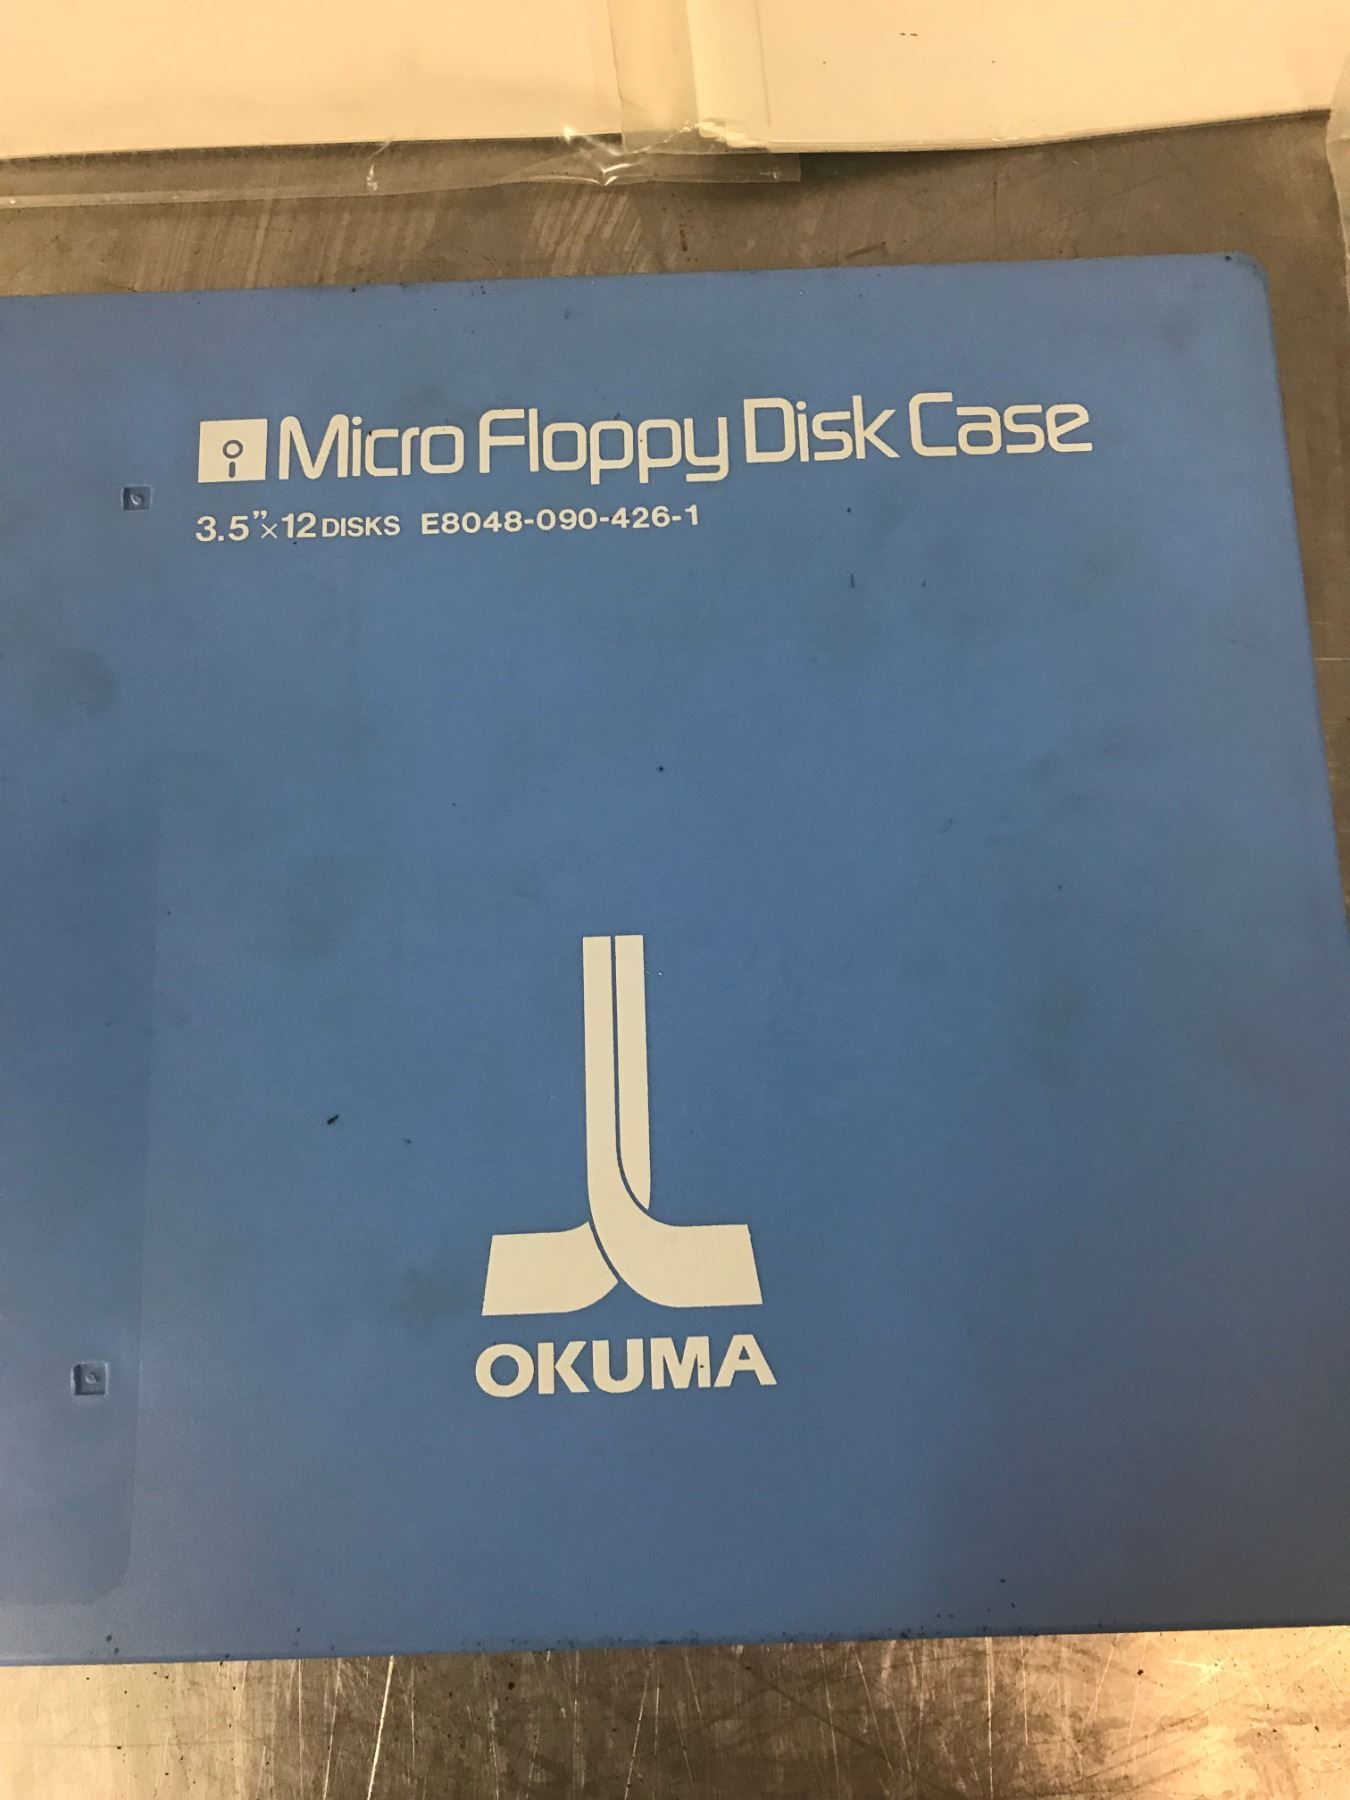 Micro Floppy Disk Case
3.5"×12 DISKS E8048-090-426-1
OKUMA